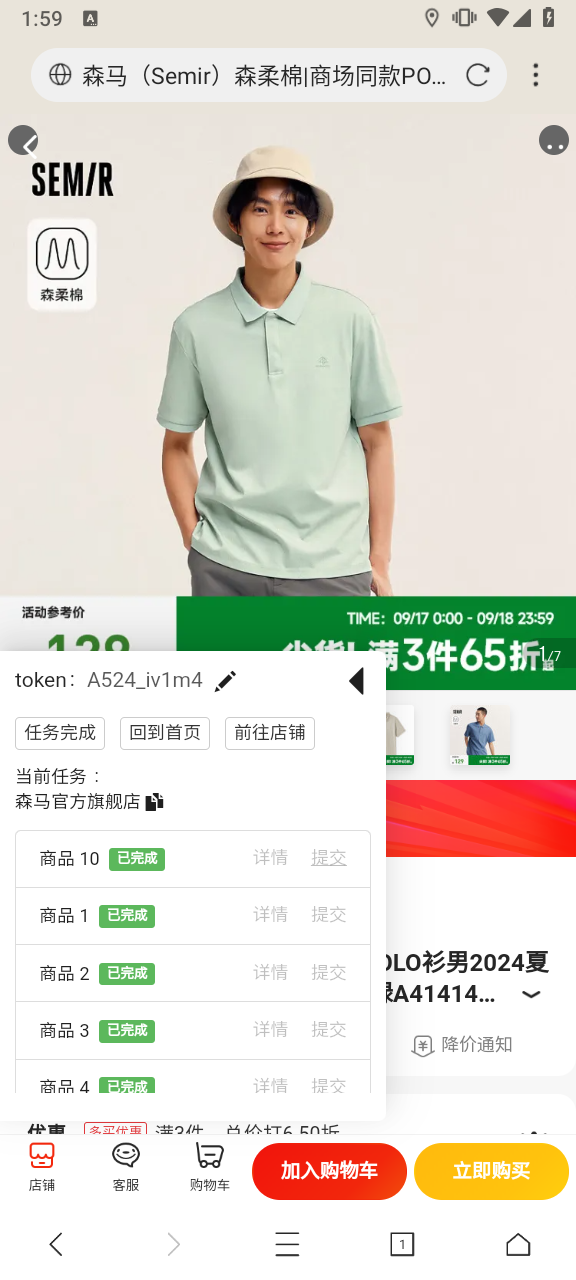 1:59
A
森马（Semir）森柔棉|商场同款PO...
SEMIR
森柔棉
活动参考价
TIME: 09/17 0:00 - 09/18 23:59
满3件65折起
1/7
token: A524_iv1m4
任务完成 回到首页 前往店铺
当前任务：
森马官方旗舰店
商品 10 已完成 详情 提交
商品 1 已完成 详情 提交
商品 2 已完成 详情 提交
商品 3 已完成 详情 提交
商品 4 已完成 详情 提交
OLO衫男2024夏
绿A41414...
降价通知
优惠 多买优惠 满3件，总价打6.50折
店铺 客服 购物车 加入购物车 立即购买
1